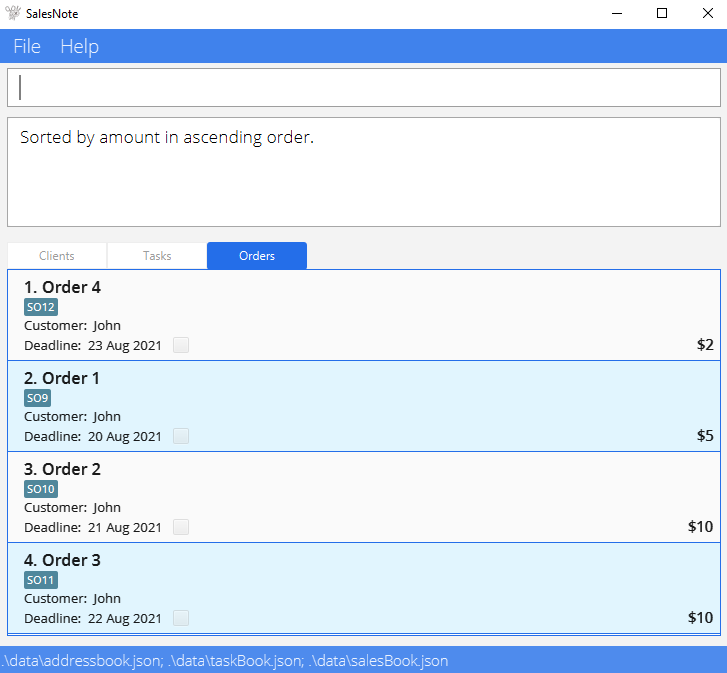 SalesNote
File Help
Sorted by amount in ascending order.
Clients Tasks Orders
1. Order 4
SO12
Customer: John
Deadline: 23 Aug 2021 $2
2. Order 1
SO9
Customer: John
Deadline: 20 Aug 2021 $5
3. Order 2
SO10
Customer: John
Deadline: 21 Aug 2021 $10
4. Order 3
SO11
Customer: John
Deadline: 22 Aug 2021 $10
.\data\addressbook.json; .\data\taskBook.json; .\data\salesBook.json